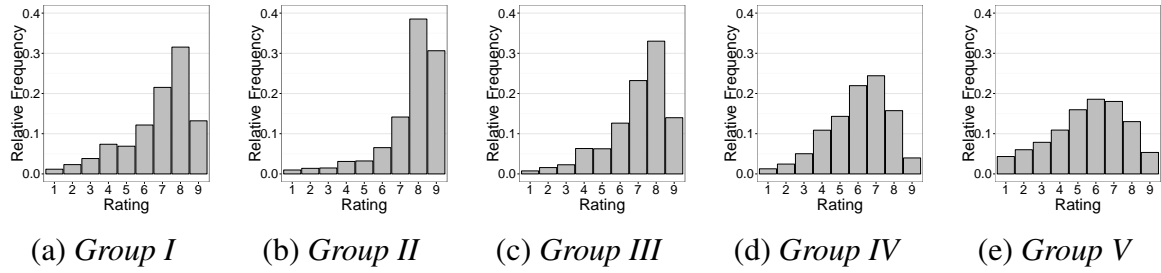 Relative Frequency
0.4
0.3
0.2
0.1
0.0
1 2 3 4 5 6 7 8 9
Rating
(a) Group I
Relative Frequency
0.4
0.3
0.2
0.1
0.0
1 2 3 4 5 6 7 8 9
Rating
(b) Group II
Relative Frequency
0.4
0.3
0.2
0.1
0.0
1 2 3 4 5 6 7 8 9
Rating
(c) Group III
Relative Frequency
0.4
0.3
0.2
0.1
0.0
1 2 3 4 5 6 7 8 9
Rating
(d) Group IV
Relative Frequency
0.4
0.3
0.2
0.1
0.0
1 2 3 4 5 6 7 8 9
Rating
(e) Group V